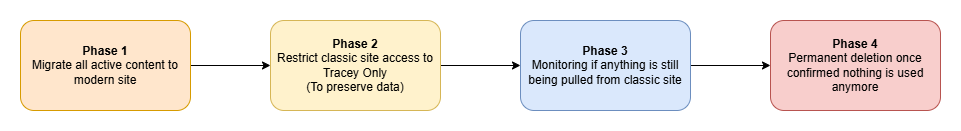 Phase 1
Migrate all active content to
modern site
Phase 2
Restrict classic site access to
Tracey Only
(To preserve data)
Phase 3
Monitoring if anything is still
being pulled from classic site
Phase 4
Permanent deletion once
confirmed nothing is used
anymore